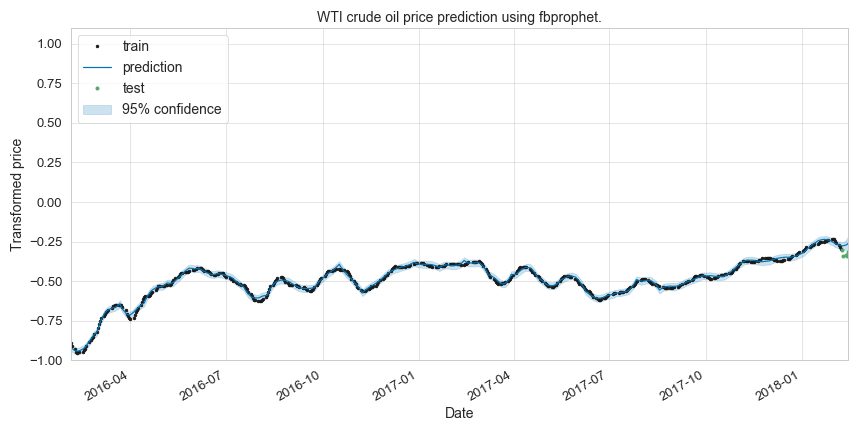 WTI crude oil price prediction using fbprophet.
train
prediction
test
95% confidence
Transformed price
1.00
0.75
0.50
0.25
0.00
−0.25
−0.50
−0.75
−1.00
2016-04
2016-07
2016-10
2017-01
2017-04
2017-07
2017-10
2018-01
Date